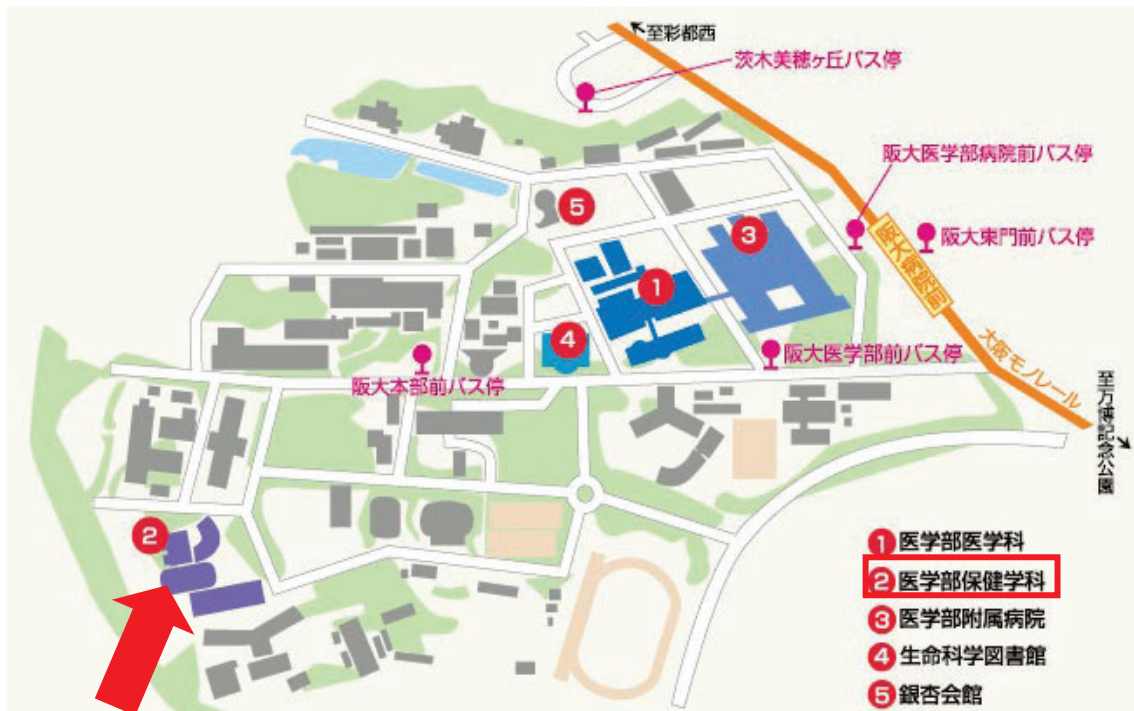 至彩都西
茨木美穂ヶ丘バス停
阪大医学部病院前バス停
阪大東門前バス停
阪大病院前
大阪モノレール
至万博記念公園
阪大医学部前バス停
阪大本部前バス停
5
3
1
4
2
1 医学部医学科
2 医学部保健学科
3 医学部附属病院
4 生命科学図書館
5 銀杏会館